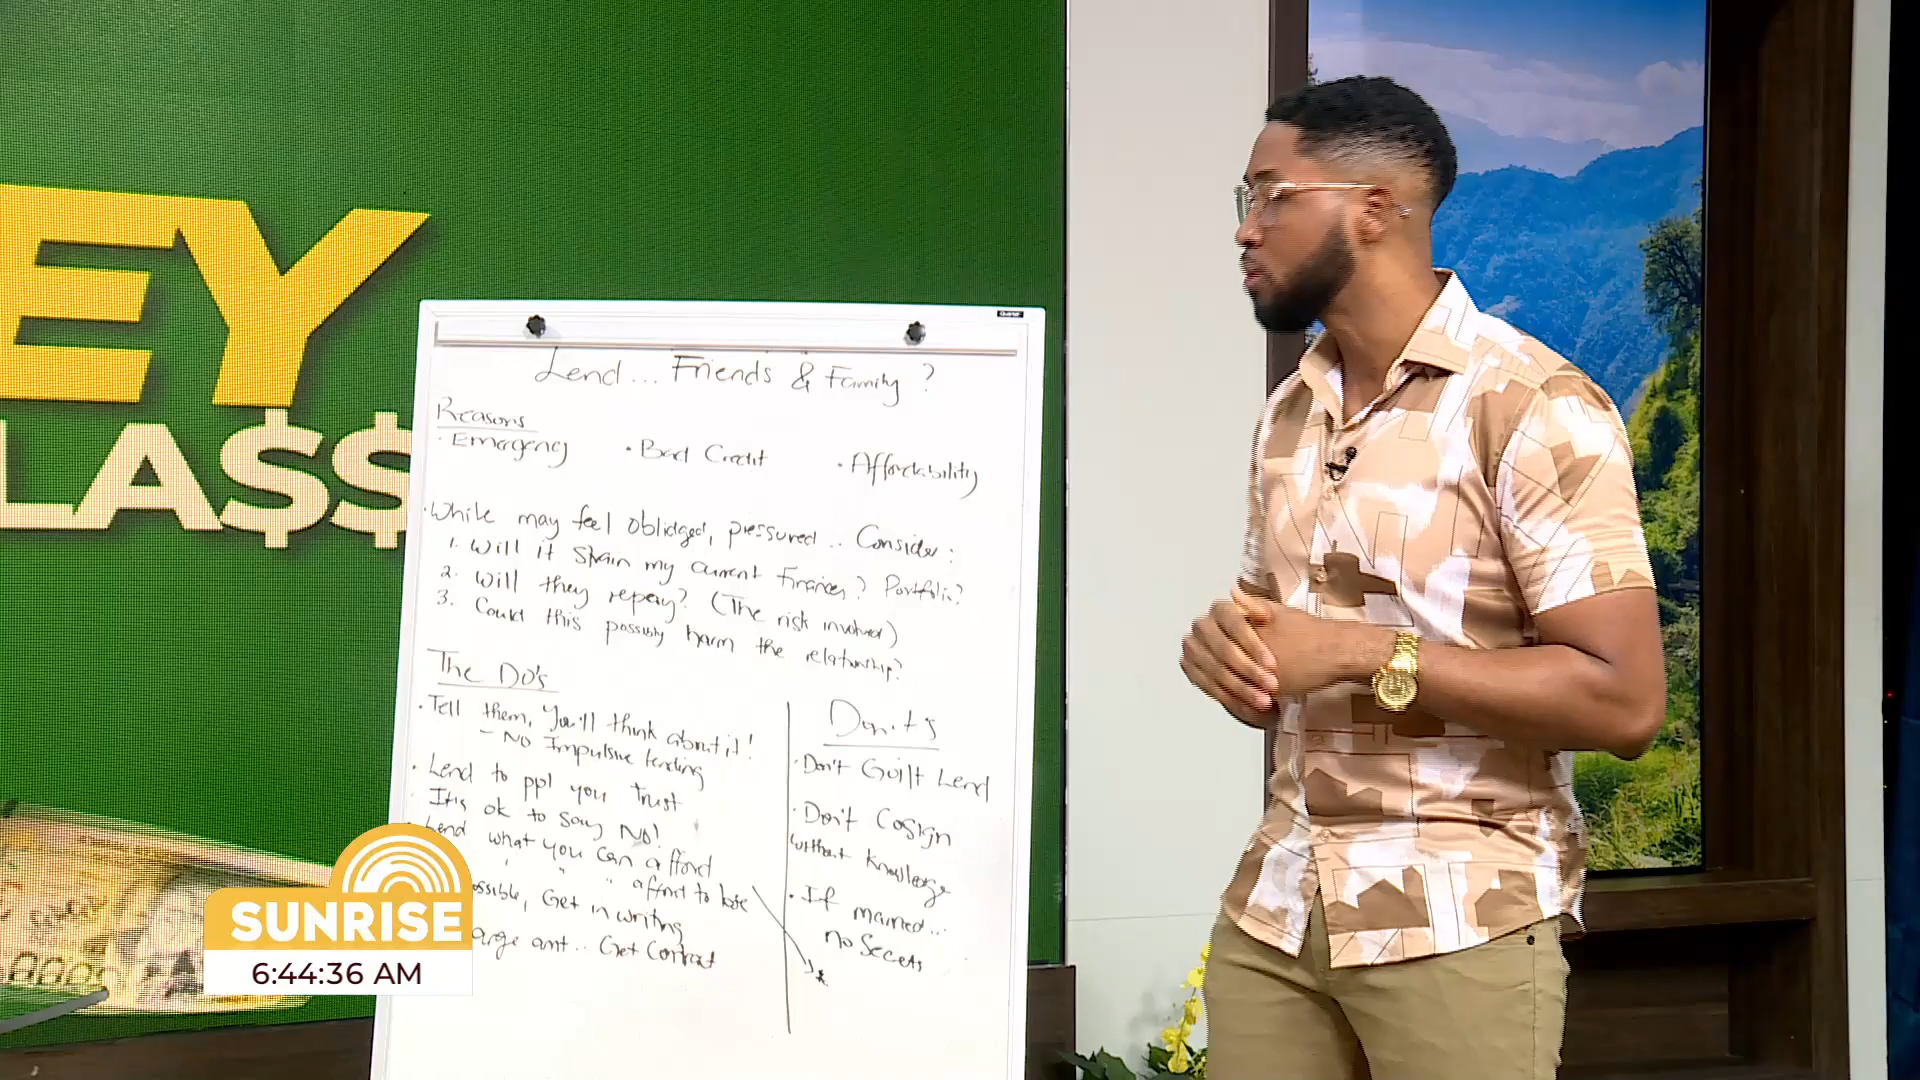 EY
LA$$
Lend... Friends & Family ?
Reasons
· Emergency
· Bad Credit
· Affordability
· While may feel oblidged, pressured .. Consider:
1. Will it strain my current finances? Portfolio?
2. Will they repay? (The risk involved)
3. Could this possibly harm the relationship?
The DO's
· Tell them, You'll think about it!
- No Impulsive lending
· Lend to ppl you trust
· It's ok to say NO!
Lend what you can afford
" " afford to lose
ossible, Get in writing
arge amt.. Get Contract
Don'ts
· Don't Guilt Lend
· Don't Cosign
without knowledge
· If married...
no Secrets
SUNRISE
6:44:36 AM